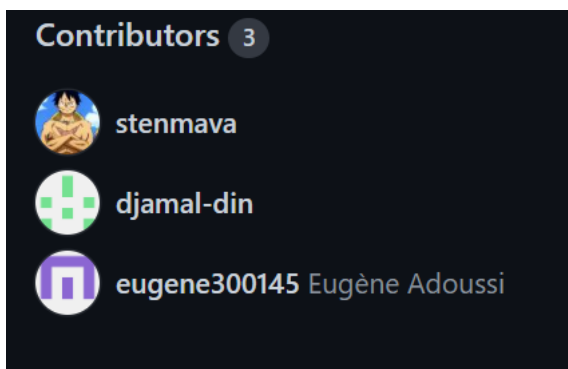 Contributors 3
stenmava
djamal-din
eugene300145 Eugène Adoussi